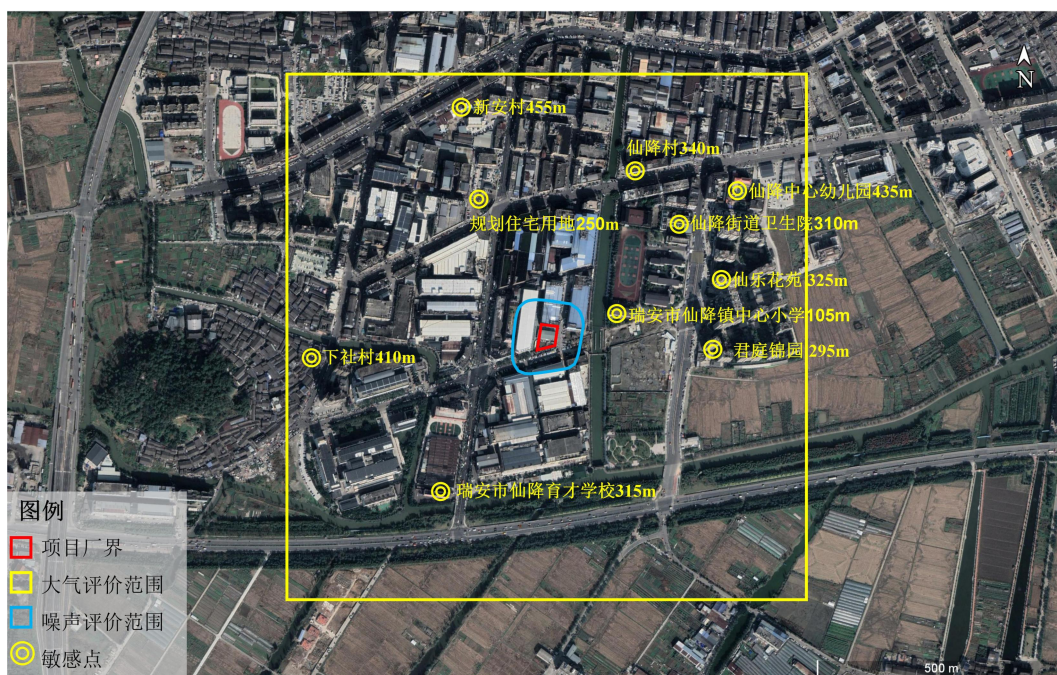 N
新安村455m
仙降村340m
仙降中心幼儿园435m
规划住宅用地250m
仙降街道卫生院310m
仙乐花苑 325m
瑞安市仙降镇中心小学105m
君庭锦园 295m
下社村410m
瑞安市仙降育才学校315m
图例
项目厂界
大气评价范围
噪声评价范围
敏感点
500 m